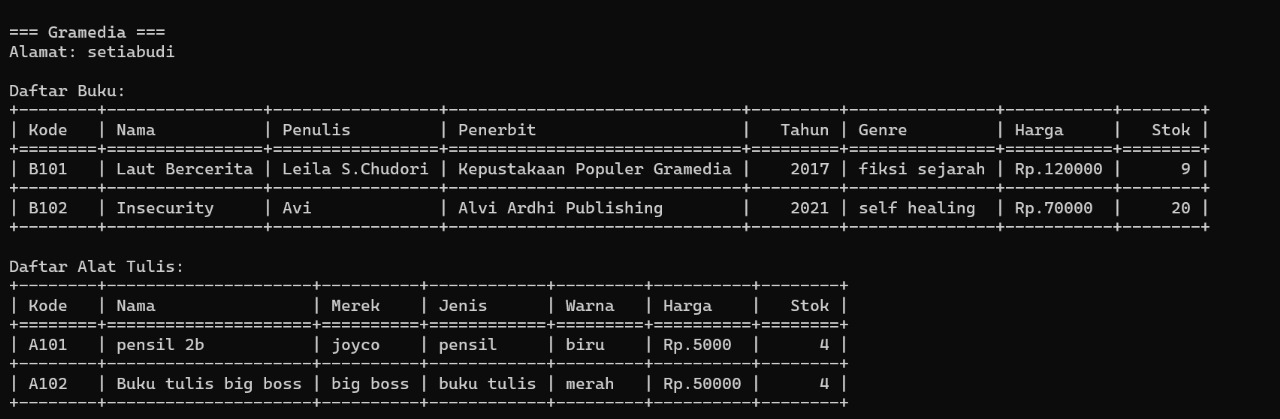 === Gramedia ===
Alamat: setiabudi
Daftar Buku:
+--------+----------------+-----------------+------------------------------+---------+---------------+-----------+--------+
| Kode   | Nama           | Penulis         | Penerbit                     |   Tahun | Genre         | Harga     |   Stok |
+========+================+=================+==============================+=========+===============+===========+========+
| B101   | Laut Bercerita | Leila S.Chudori | Kepustakaan Populer Gramedia |    2017 | fiksi sejarah | Rp.120000 |      9 |
+--------+----------------+-----------------+------------------------------+---------+---------------+-----------+--------+
| B102   | Insecurity     | Avi             | Alvi Ardhi Publishing        |    2021 | self healing  | Rp.70000  |     20 |
+--------+----------------+-----------------+------------------------------+---------+---------------+-----------+--------+
Daftar Alat Tulis:
+--------+---------------------+----------+------------+--------+----------+--------+
| Kode   | Nama                | Merek    | Jenis      | Warna  | Harga    |   Stok |
+========+=====================+==========+============+========+==========+========+
| A101   | pensil 2b           | joyco    | pensil     | biru   | Rp.5000  |      4 |
+--------+---------------------+----------+------------+--------+----------+--------+
| A102   | Buku tulis big boss | big boss | buku tulis | merah  | Rp.50000 |      4 |
+--------+---------------------+----------+------------+--------+----------+--------+